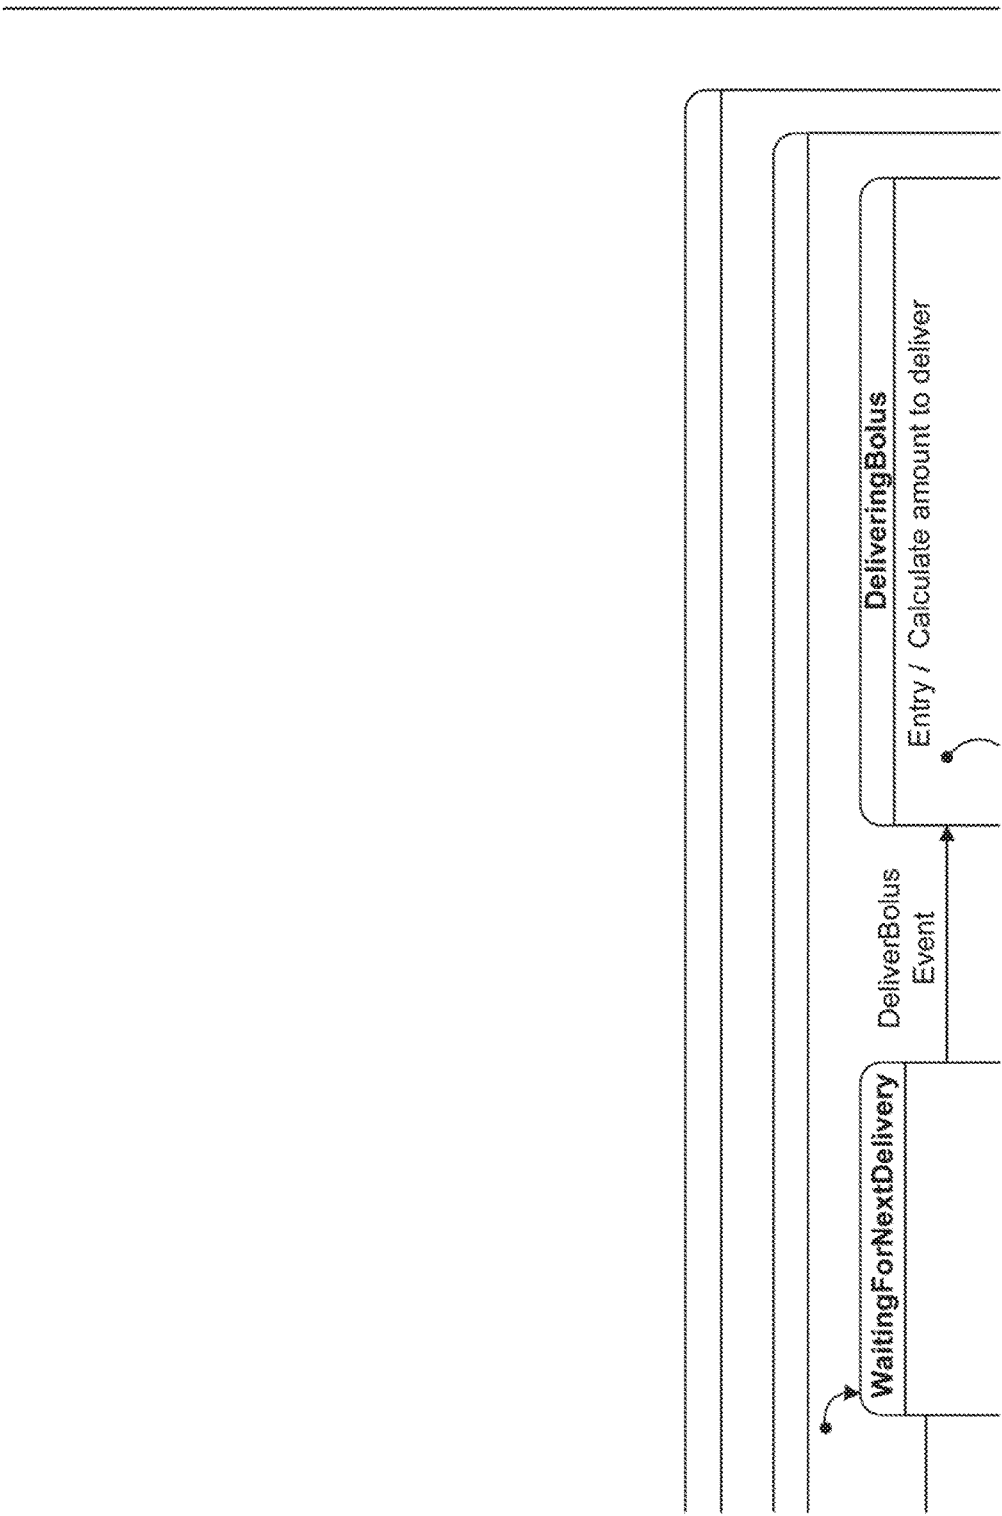 WaitingForNextDelivery
DeliverBolus
Event
DeliveringBolus
Entry / Calculate amount to deliver